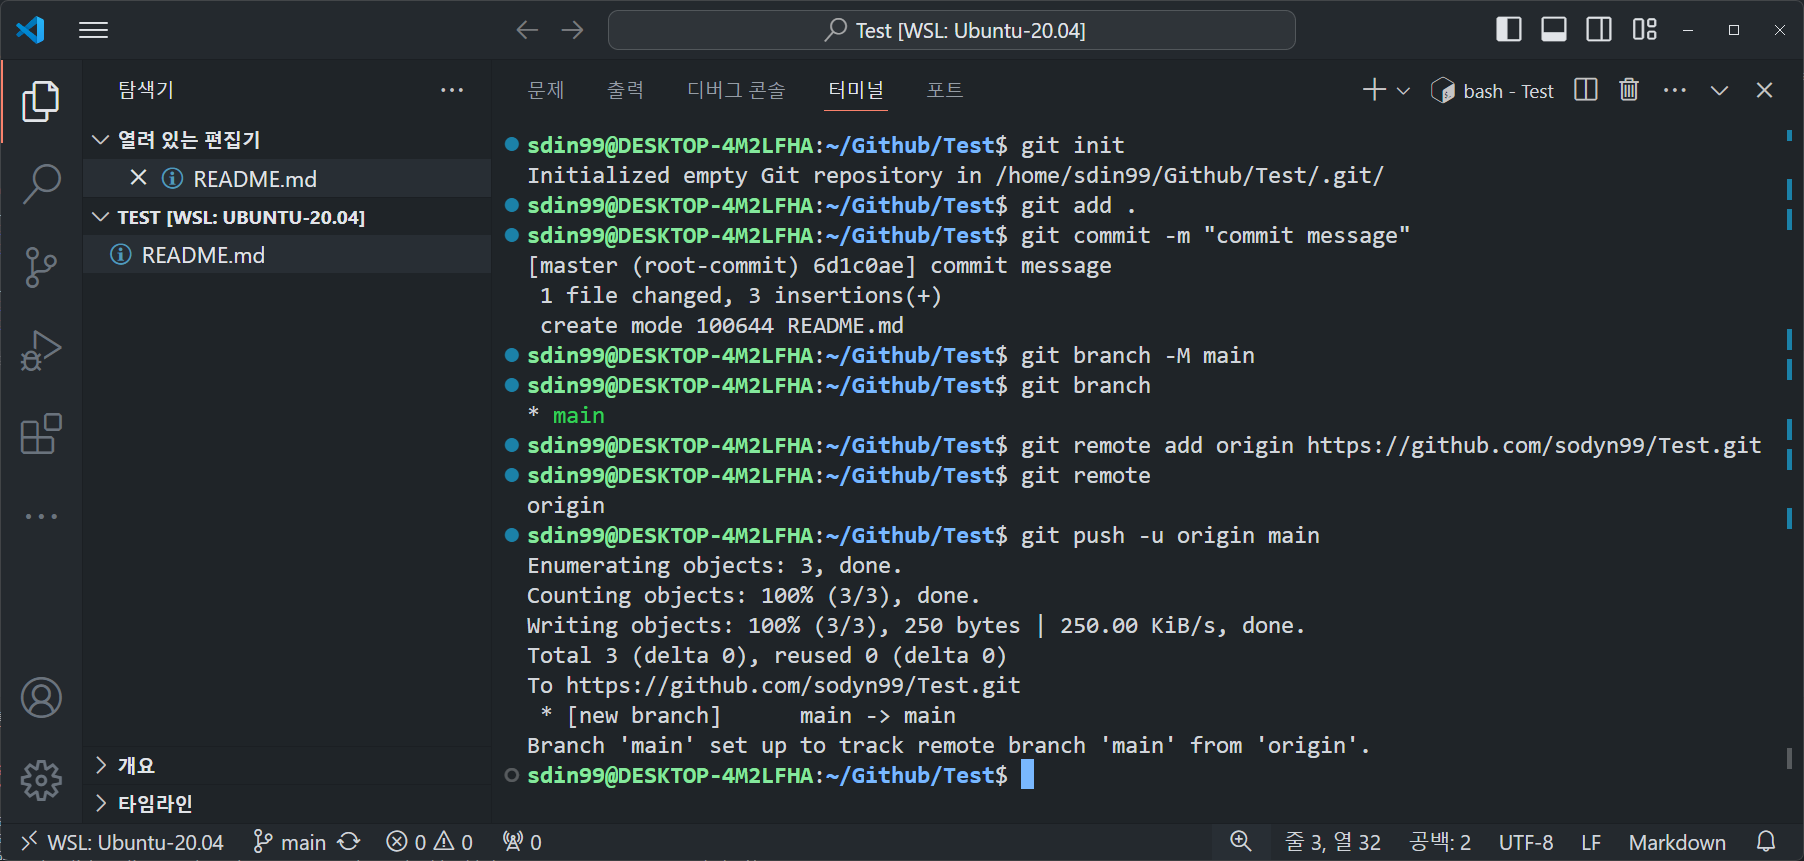 Test [WSL: Ubuntu-20.04]
탐색기
열려 있는 편집기
README.md
TEST [WSL: UBUNTU-20.04]
README.md
개요
타임라인
문제 출력 디버그 콘솔 터미널 포트
bash - Test
sdin99@DESKTOP-4M2LFHA:~/Github/Test$ git init
Initialized empty Git repository in /home/sdin99/Github/Test/.git/
sdin99@DESKTOP-4M2LFHA:~/Github/Test$ git add .
sdin99@DESKTOP-4M2LFHA:~/Github/Test$ git commit -m "commit message"
[master (root-commit) 6d1c0ae] commit message
 1 file changed, 3 insertions(+)
 create mode 100644 README.md
sdin99@DESKTOP-4M2LFHA:~/Github/Test$ git branch -M main
sdin99@DESKTOP-4M2LFHA:~/Github/Test$ git branch
* main
sdin99@DESKTOP-4M2LFHA:~/Github/Test$ git remote add origin https://github.com/sodyn99/Test.git
sdin99@DESKTOP-4M2LFHA:~/Github/Test$ git remote
origin
sdin99@DESKTOP-4M2LFHA:~/Github/Test$ git push -u origin main
Enumerating objects: 3, done.
Counting objects: 100% (3/3), done.
Writing objects: 100% (3/3), 250 bytes | 250.00 KiB/s, done.
Total 3 (delta 0), reused 0 (delta 0)
To https://github.com/sodyn99/Test.git
 * [new branch]      main -> main
Branch 'main' set up to track remote branch 'main' from 'origin'.
sdin99@DESKTOP-4M2LFHA:~/Github/Test$
WSL: Ubuntu-20.04 main 0 0 0 줄 3, 열 32 공백: 2 UTF-8 LF Markdown